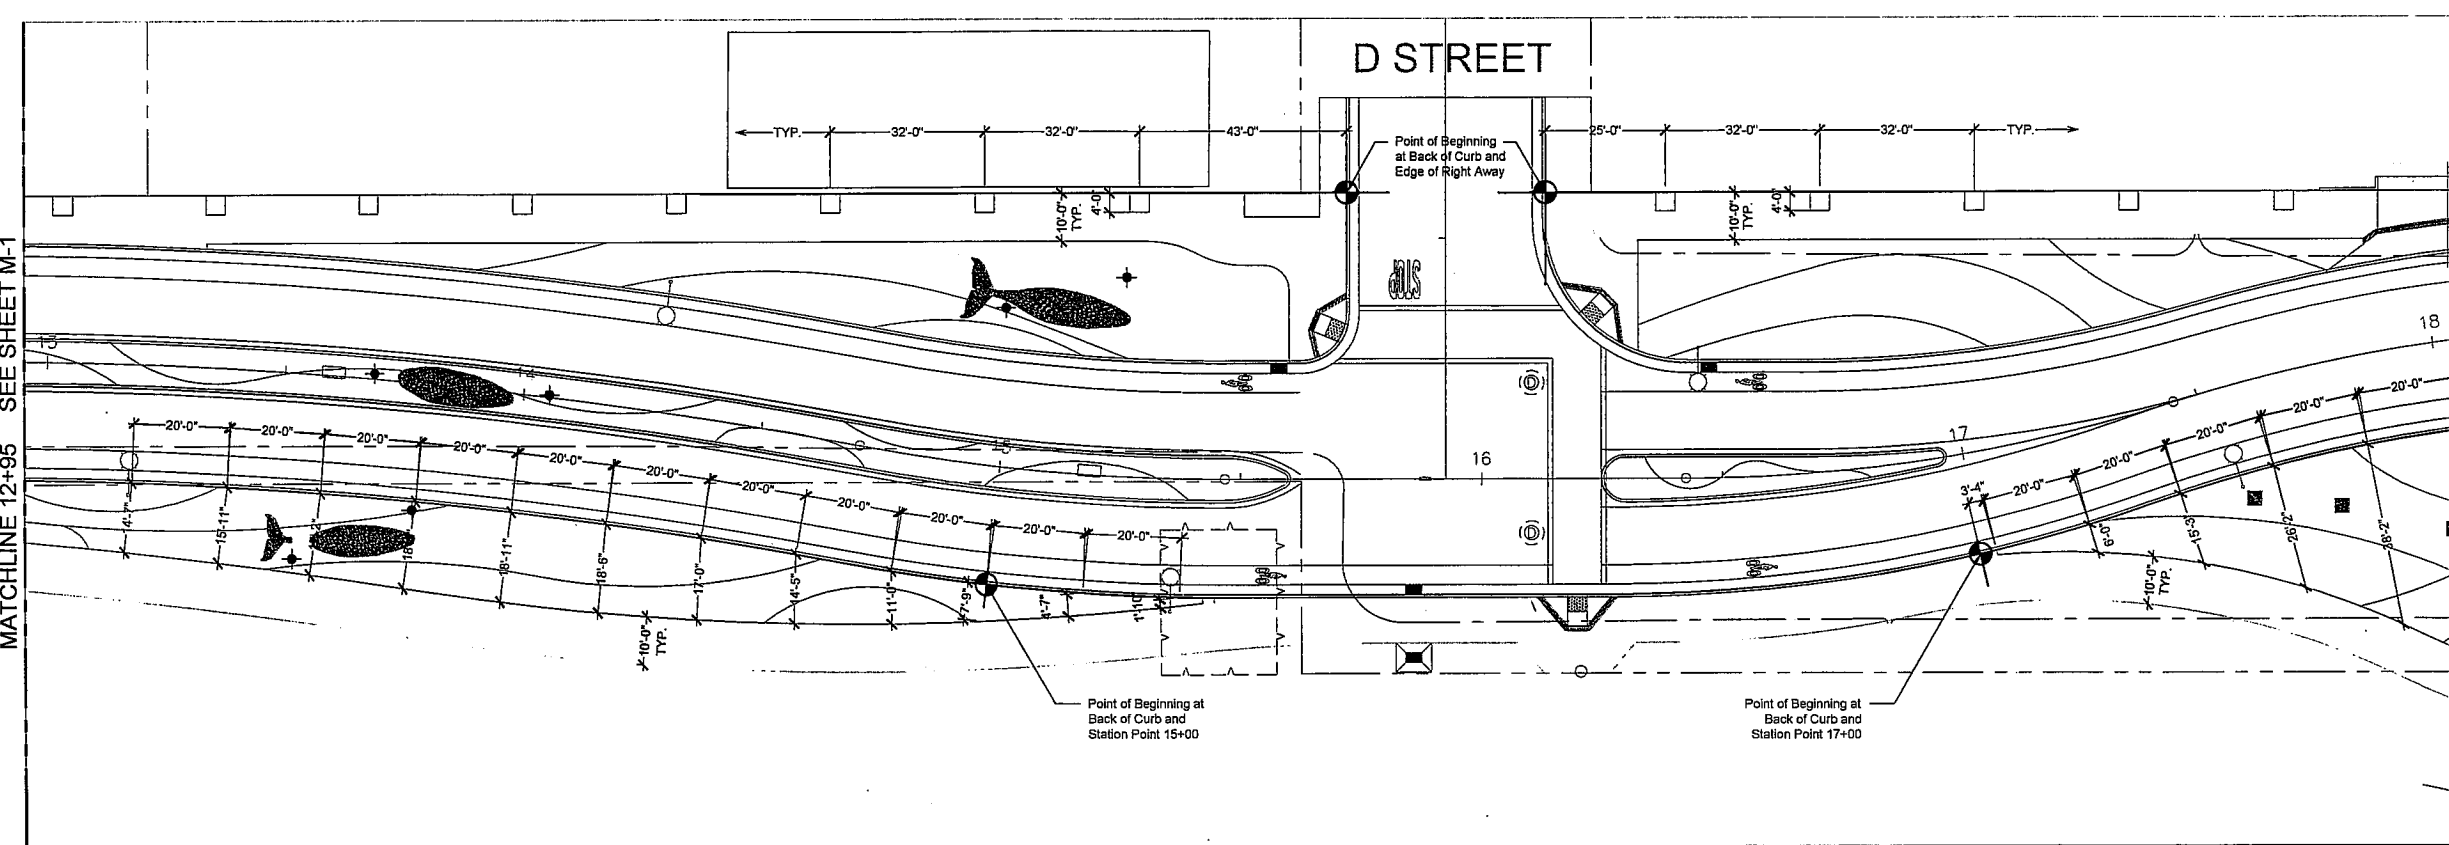 D STREET
TYP.
32'-0"
32'-0"
43'-0"
25'-0"
32'-0"
32'-0"
TYP.
Point of Beginning
at Back of Curb and
Edge of Right Away
10'-0"
TYP.
4'-0"
10'-0"
TYP.
4'-0"
STOP
MATCHLINE 12+95 SEE SHEET M-1
13
14
15
16
17
18
20'-0"
20'-0"
20'-0"
20'-0"
20'-0"
20'-0"
20'-0"
20'-0"
20'-0"
20'-0"
20'-0"
3'-4"
20'-0"
20'-0"
20'-0"
20'-0"
20'-0"
4'-7"
15'-11"
18'-11"
18'-6"
17'-0"
14'-5"
11'-0"
7'-9"
4'-7"
1'-10"
6'-0"
15'-3"
26'-2"
38'-2"
10'-0"
TYP.
10'-0"
TYP.
Point of Beginning at
Back of Curb and
Station Point 15+00
Point of Beginning at
Back of Curb and
Station Point 17+00